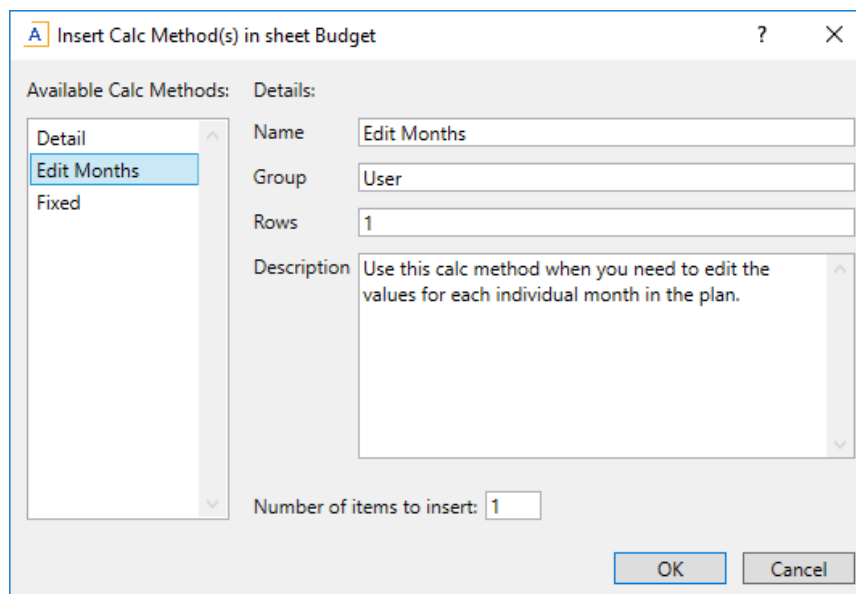 A Insert Calc Method(s) in sheet Budget ?
Available Calc Methods: Details:
Detail
Edit Months
Fixed
Name Edit Months
Group User
Rows 1
Description Use this calc method when you need to edit the
values for each individual month in the plan.
Number of items to insert: 1
OK Cancel